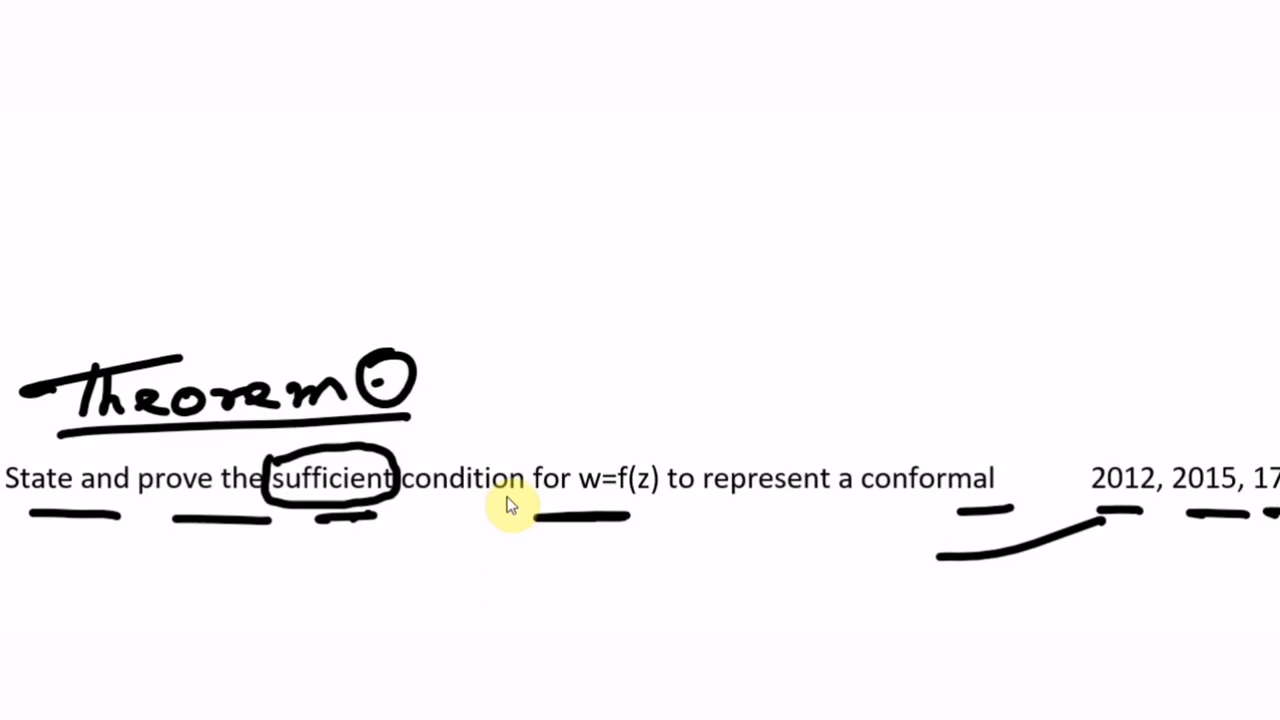 Theorem
State and prove the sufficient condition for w=f(z) to represent a conformal 2012, 2015, 17